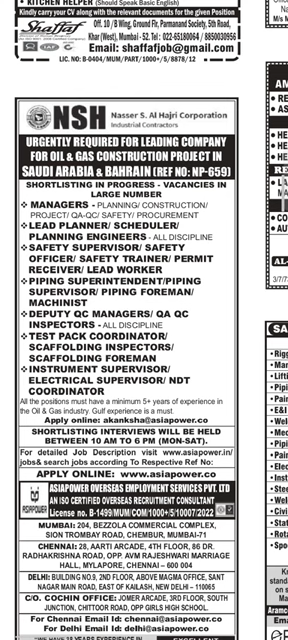 • KITCHEN HELPER (Should Speak Basic English)
Kindly carry your CV along with the relevant documents for the given Position
Shaffaf
Off. 10 / B Wing, Ground Flr, Parmanand Society, 5th Road,
Khar (West), Mumbai - 52. Tel : 022-65180064 / 8850030956
Email: shaffafjob@gmail.com
LIC. NO: B-0404/MUM/PART/1000+/5/8878/12
NSH
Nasser S. Al Hajri Corporation
Industrial Contractors
URGENTLY REQUIRED FOR LEADING COMPANY
FOR OIL & GAS CONSTRUCTION PROJECT IN
SAUDI ARABIA & BAHRAIN (REF NO: NP-659)
SHORTLISTING IN PROGRESS - VACANCIES IN
LARGE NUMBER
❖ MANAGERS - PLANNING/ CONSTRUCTION/
PROJECT/ QA-QC/ SAFETY/ PROCUREMENT
❖ LEAD PLANNER/ SCHEDULER/
PLANNING ENGINEERS - ALL DISCIPLINE
❖ SAFETY SUPERVISOR/ SAFETY
OFFICER/ SAFETY TRAINER/ PERMIT
RECEIVER/ LEAD WORKER
❖ PIPING SUPERINTENDENT/PIPING
SUPERVISOR/ PIPING FOREMAN/
MACHINIST
❖ DEPUTY QC MANAGERS/ QA QC
INSPECTORS - ALL DISCIPLINE
❖ TEST PACK COORDINATOR/
SCAFFOLDING INSPECTORS/
SCAFFOLDING FOREMAN
❖ INSTRUMENT SUPERVISOR/
ELECTRICAL SUPERVISOR/ NDT
COORDINATOR
All the positions must have a minimum 5+ years of experience in
the Oil & Gas industry. Gulf experience is a must.
Apply online: akanksha@asiapower.co
SHORTLISTING INTERVIEWS WILL BE HELD
BETWEEN 10 AM TO 6 PM (MON-SAT).
For detailed Job Description visit www.asiapower.in/
jobs& search jobs according To Respective Ref No:
APPLY ONLINE: www.asiapower.co
ASIAPOWER
ASIAPOWER OVERSEAS EMPLOYMENT SERVICES PVT. LTD
AN ISO CERTIFIED OVERSEAS RECRUITMENT CONSULTANT
License no. B-1499/MUM/COM/1000+/5/10007/2022
MUMBAI: 204, BEZZOLA COMMERCIAL COMPLEX,
SION TROMBAY ROAD, CHEMBUR, MUMBAI-71
CHENNAI: 28, AARTI ARCADE, 4TH FLOOR, 86 DR.
RADHAKRISHNA ROAD, OPP. AVM RAJESHWARI MARRIAGE
HALL, MYLAPORE, CHENNAI – 600 004
DELHI: BUILDING NO.9, 2ND FLOOR, ABOVE MAGMA OFFICE, SANT
NAGAR MAIN ROAD, EAST OF KAILASH, NEW DELHI – 110065
C/O. COCHIN OFFICE: JOMER ARCADE, 3RD FLOOR, SOUTH
JUNCTION, CHITTOOR ROAD, OPP GIRLS HIGH SCHOOL.
For Chennai Email Id: chennai@asiapower.co
For Delhi Email Id: delhi@asiapower.co